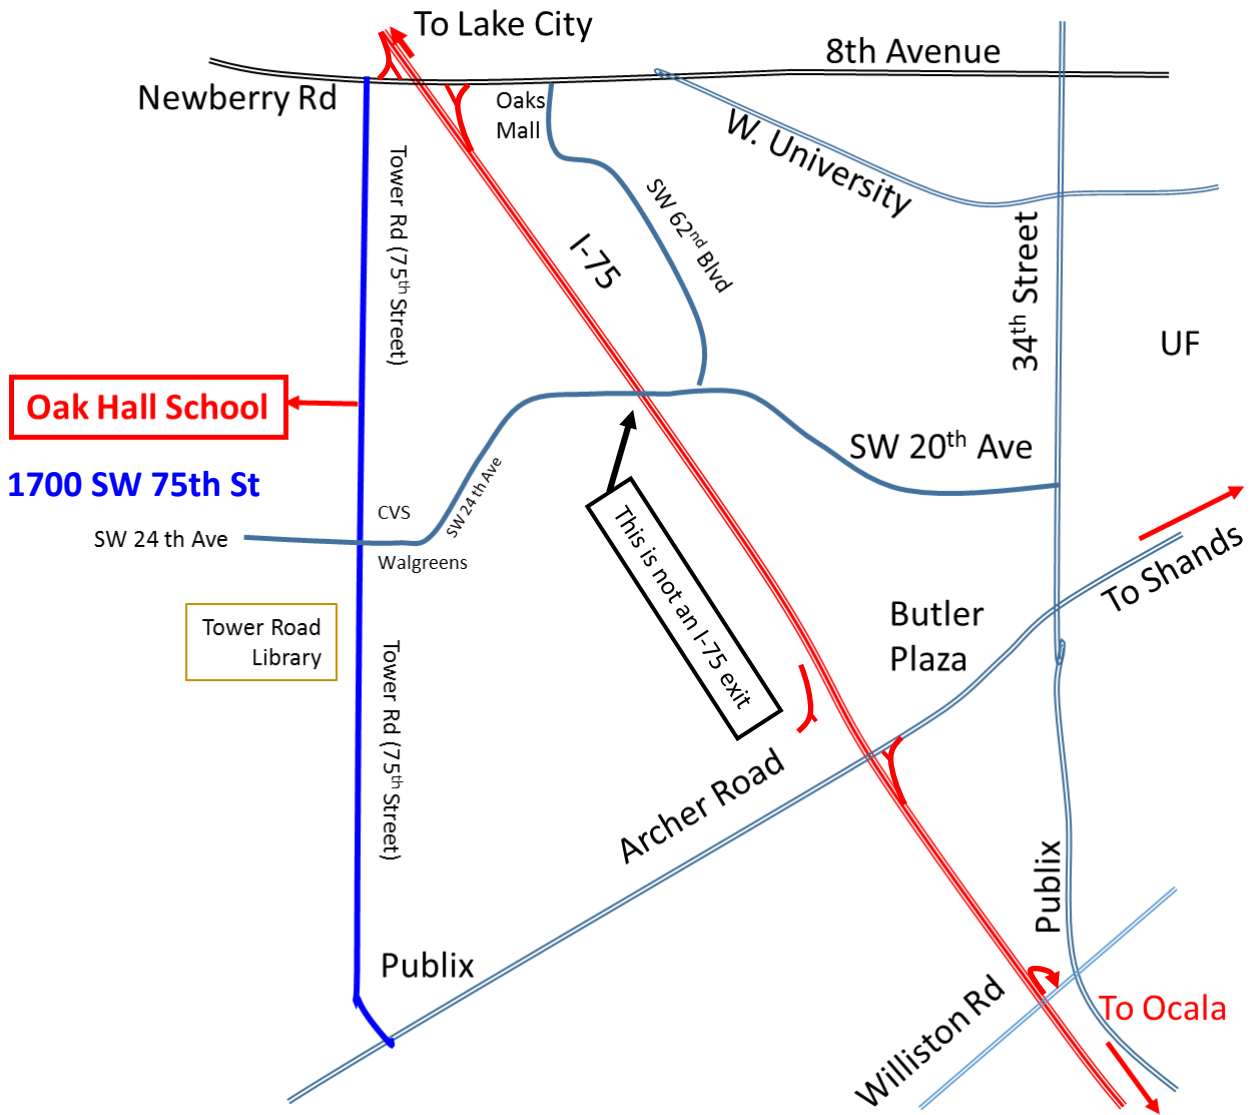 To Lake City
8th Avenue
Newberry Rd
Oaks
Mall
W. University
Tower Rd (75th Street)
SW 62nd Blvd
I-75
34th Street
UF
Oak Hall School
1700 SW 75th St
SW 20th Ave
SW 24 th Ave
CVS
SW 24 th Ave
Walgreens
This is not an I-75 exit
To Shands
Butler
Plaza
Tower Road
Library
Tower Rd (75th Street)
Archer Road
Publix
Publix
Williston Rd
To Ocala